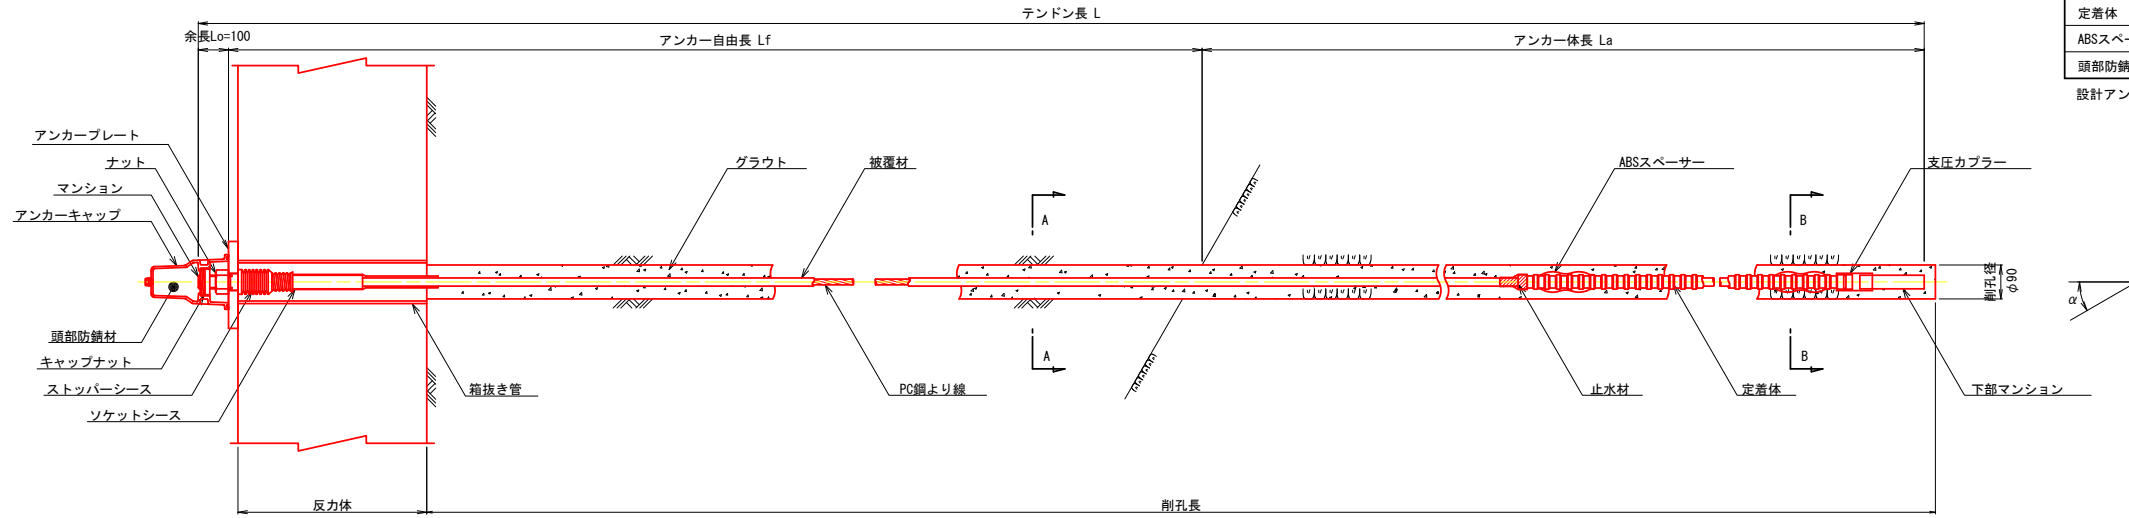 テンドン長 L
余長Lo=100
アンカー自由長 Lf
アンカー体長 La
定着体
ABSスペー
頭部防錆
設計アン
アンカープレート
ナット
マンション
アンカーキャップ
グラウト
被覆材
ABSスペーサー
支圧カプラー
A
B
削孔径
φ90
α
頭部防錆材
キャップナット
ストッパーシース
ソケットシース
箱抜き管
PC鋼より線
A
B
止水材
定着体
下部マンション
反力体
削孔長